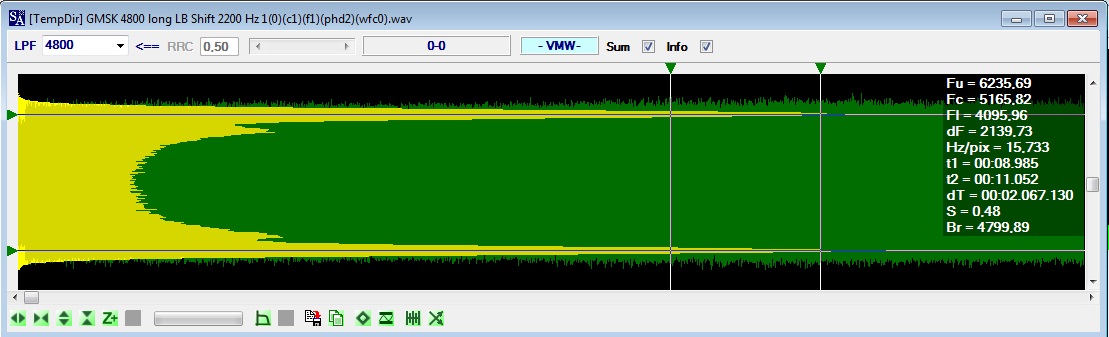 SA [TempDir] GMSK 4800 long LB Shift 2200 Hz 1(0)(c1)(f1)(phd2)(wfc0).wav
LPF 4800 <== RRC 0,50 0-0 - VMW- Sum Info
Fu = 6235,69
Fc = 5165,82
Fl = 4095,96
dF = 2139,73
Hz/pix = 15,733
t1 = 00:08.985
t2 = 00:11.052
dT = 00:02.067.130
S = 0,48
Br = 4799,89
Z+